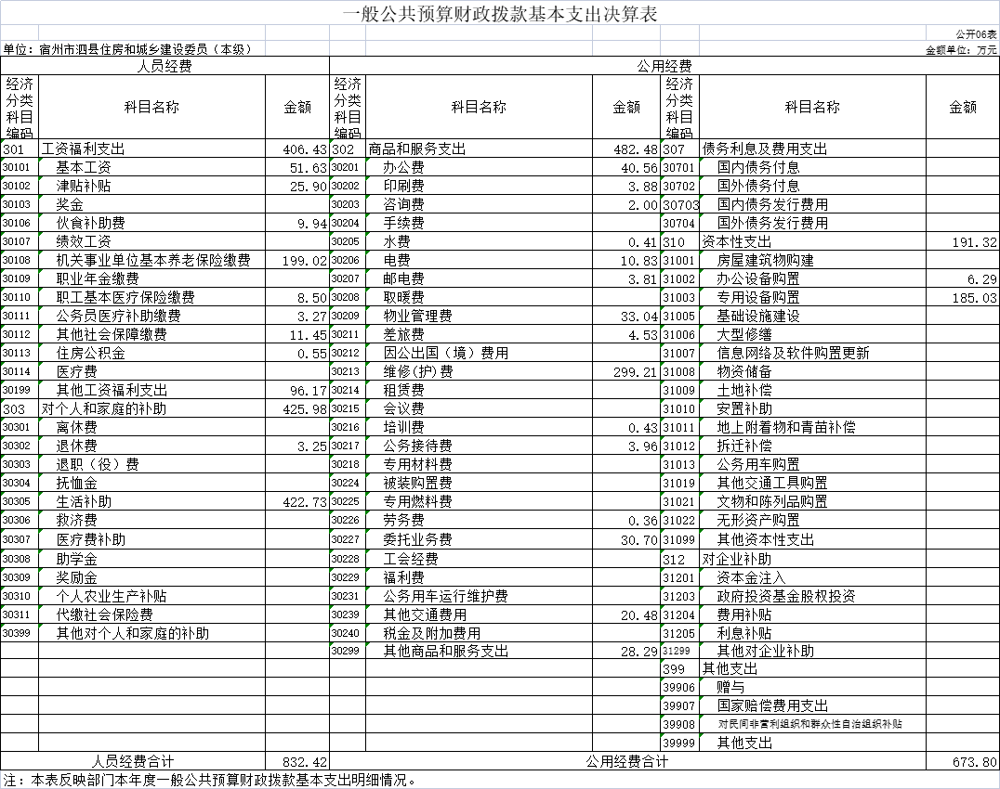 一般公共预算财政拨款基本支出决算表
公开06表
单位：宿州市泗县住房和城乡建设委员（本级） 金额单位：万元
人员经费 公用经费
经济分类科目编码 科目名称 金额 经济分类科目编码 科目名称 金额 经济分类科目编码 科目名称 金额
301 工资福利支出 406.43 302 商品和服务支出 482.48 307 债务利息及费用支出
30101 基本工资 51.63 30201 办公费 40.56 30701 国内债务付息
30102 津贴补贴 25.90 30202 印刷费 3.88 30702 国外债务付息
30103 奖金 30203 咨询费 2.00 30703 国内债务发行费用
30106 伙食补助费 9.94 30204 手续费 30704 国外债务发行费用
30107 绩效工资 30205 水费 0.41 310 资本性支出 191.32
30108 机关事业单位基本养老保险缴费 199.02 30206 电费 10.83 31001 房屋建筑物购建
30109 职业年金缴费 30207 邮电费 3.81 31002 办公设备购置 6.29
30110 职工基本医疗保险缴费 8.50 30208 取暖费 31003 专用设备购置 185.03
30111 公务员医疗补助缴费 3.27 30209 物业管理费 33.04 31005 基础设施建设
30112 其他社会保障缴费 11.45 30211 差旅费 4.53 31006 大型修缮
30113 住房公积金 0.55 30212 因公出国（境）费用 31007 信息网络及软件购置更新
30114 医疗费 30213 维修(护)费 299.21 31008 物资储备
30199 其他工资福利支出 96.17 30214 租赁费 31009 土地补偿
303 对个人和家庭的补助 425.98 30215 会议费 31010 安置补助
30301 离休费 30216 培训费 0.43 31011 地上附着物和青苗补偿
30302 退休费 3.25 30217 公务接待费 3.96 31012 拆迁补偿
30303 退职（役）费 30218 专用材料费 31013 公务用车购置
30304 抚恤金 30224 被装购置费 31019 其他交通工具购置
30305 生活补助 422.73 30225 专用燃料费 31021 文物和陈列品购置
30306 救济费 30226 劳务费 0.36 31022 无形资产购置
30307 医疗费补助 30227 委托业务费 30.70 31099 其他资本性支出
30308 助学金 30228 工会经费 312 对企业补助
30309 奖励金 30229 福利费 31201 资本金注入
30310 个人农业生产补贴 30231 公务用车运行维护费 31203 政府投资基金股权投资
30311 代缴社会保险费 30239 其他交通费用 20.48 31204 费用补贴
30399 其他对个人和家庭的补助 30240 税金及附加费用 31205 利息补贴
30299 其他商品和服务支出 28.29 31299 其他对企业补助
399 其他支出
39906 赠与
39907 国家赔偿费用支出
39908 对民间非营利组织和群众性自治组织补贴
39999 其他支出
人员经费合计 832.42 公用经费合计 673.80
注：本表反映部门本年度一般公共预算财政拨款基本支出明细情况。